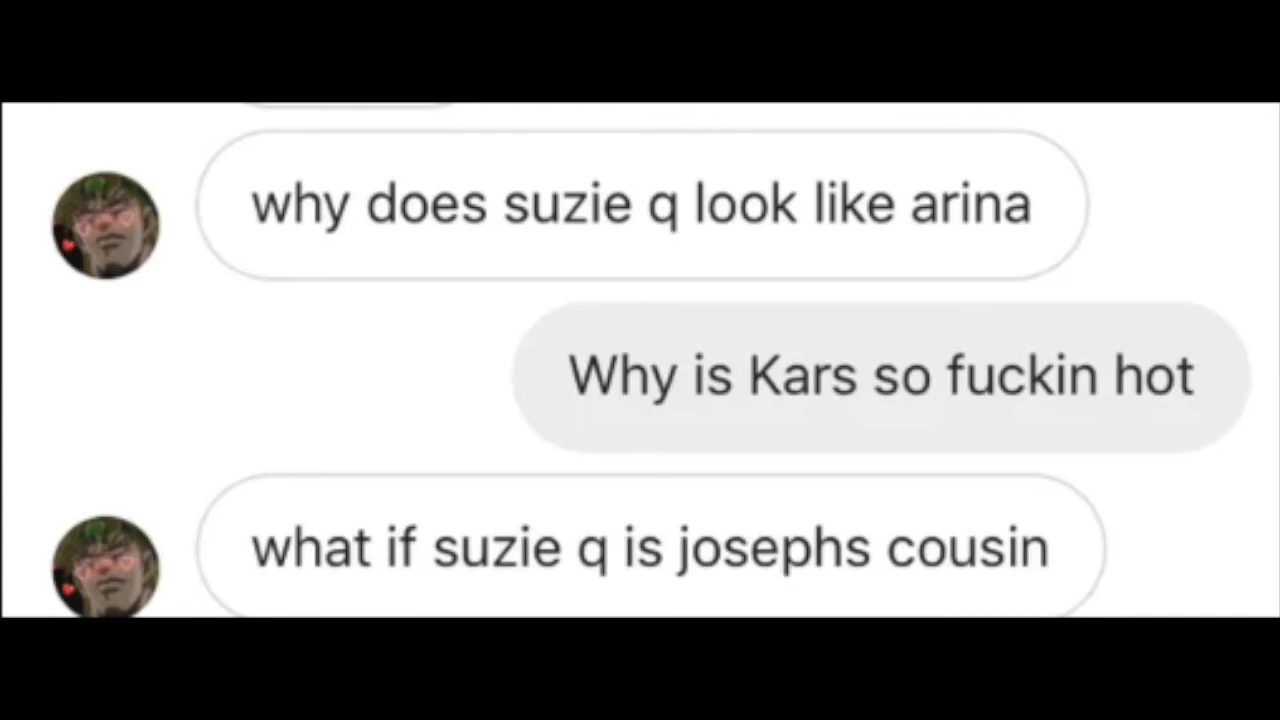 why does suzie q look like arina
Why is Kars so fuckin hot
what if suzie q is josephs cousin